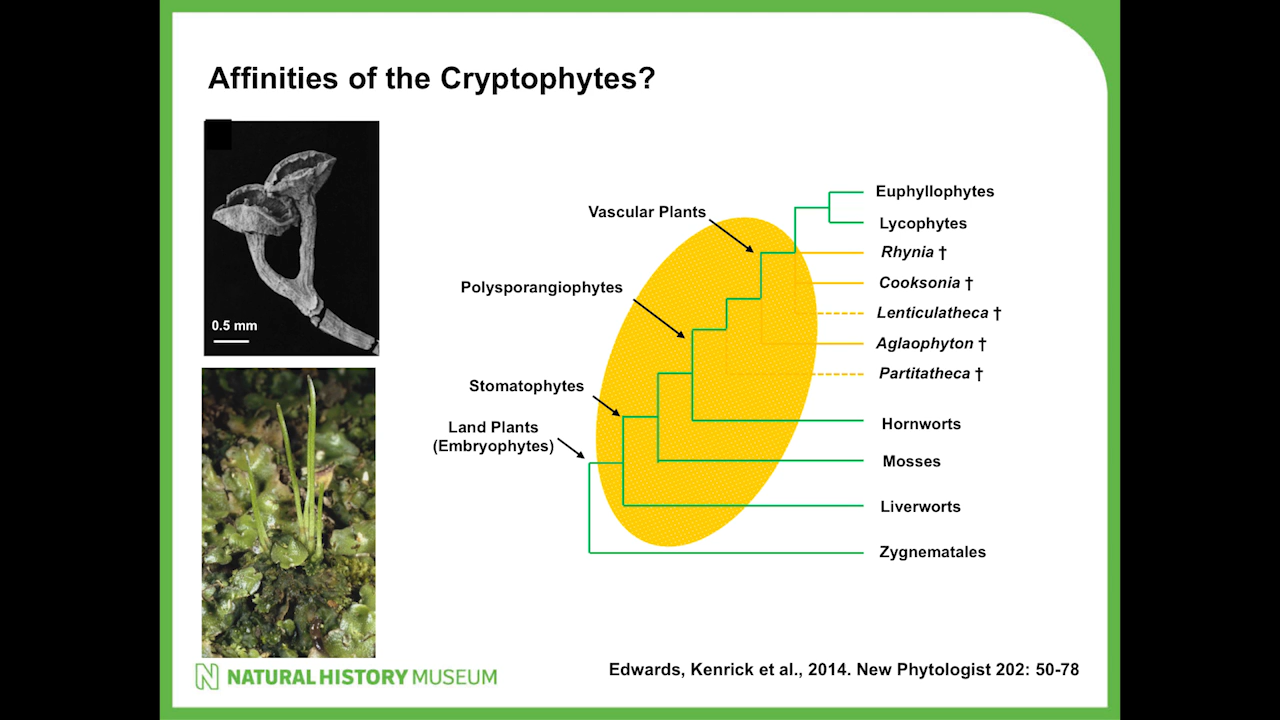 Affinities of the Cryptophytes?
0.5 mm
Vascular Plants
Polysporangiophytes
Stomatophytes
Land Plants
(Embryophytes)
Euphyllophytes
Lycophytes
Rhynia †
Cooksonia †
Lenticulatheca †
Aglaophyton †
Partitatheca †
Hornworts
Mosses
Liverworts
Zygnematales
N NATURAL HISTORY MUSEUM
Edwards, Kenrick et al., 2014. New Phytologist 202: 50-78